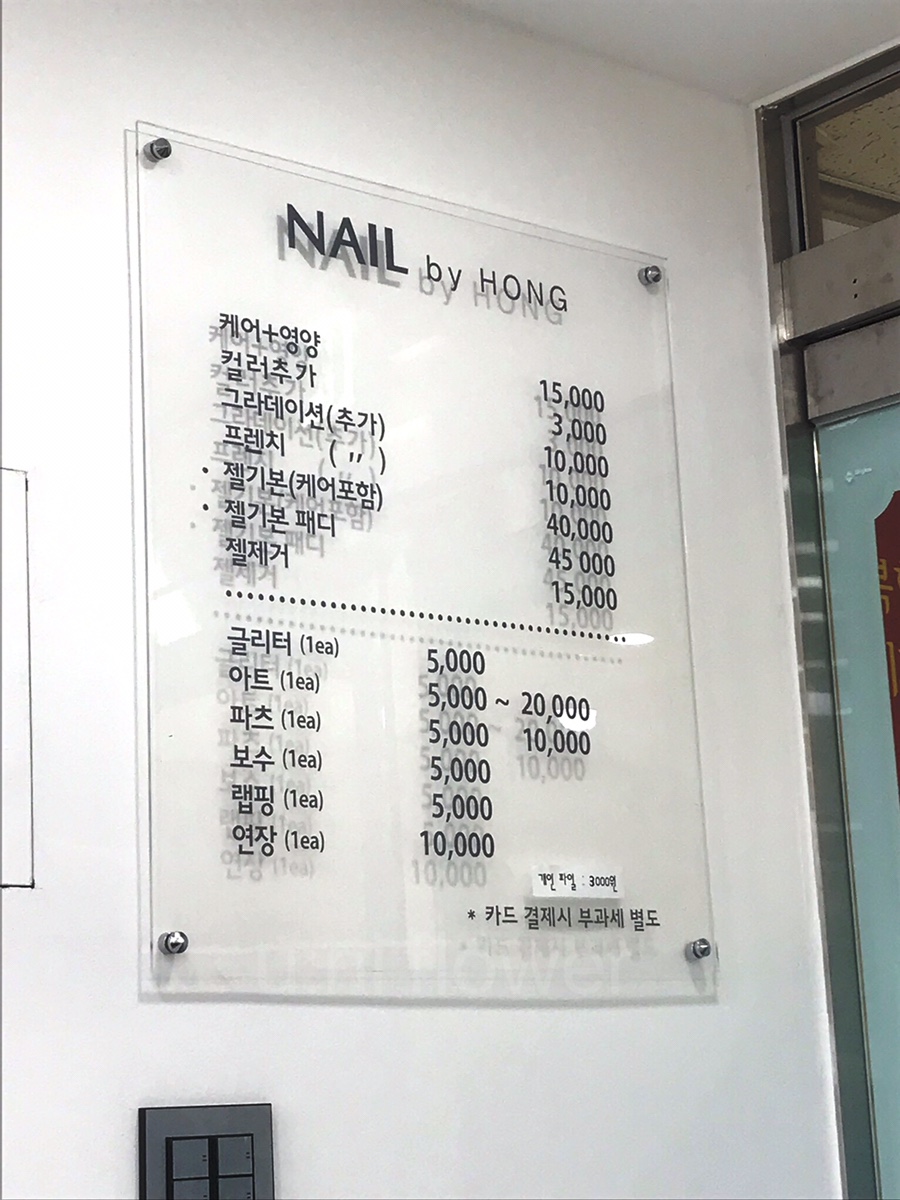 NAIL by HONG
케어+영양 15,000
컬러추가 3,000
그라데이션(추가) 10,000
프렌치 ( 〃 ) 10,000
· 젤기본(케어포함) 40,000
· 젤기본 패디 45 000
젤제거 15,000
글리터 (1ea) 5,000
아트 (1ea) 5,000 ~ 20,000
파츠 (1ea) 5,000 10,000
보수 (1ea) 5,000
랩핑 (1ea) 5,000
연장 (1ea) 10,000
개인 파일 : 3000원
* 카드 결제시 부과세 별도